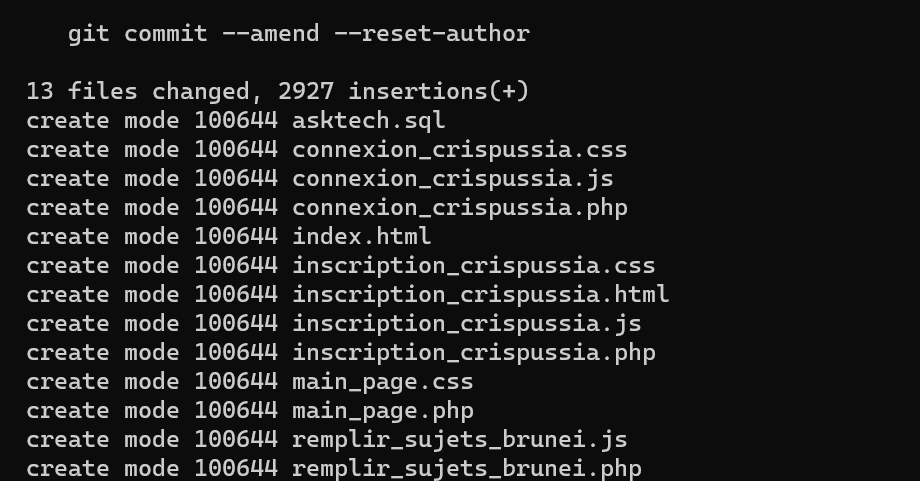 git commit --amend --reset-author
13 files changed, 2927 insertions(+)
create mode 100644 asktech.sql
create mode 100644 connexion_crispussia.css
create mode 100644 connexion_crispussia.js
create mode 100644 connexion_crispussia.php
create mode 100644 index.html
create mode 100644 inscription_crispussia.css
create mode 100644 inscription_crispussia.html
create mode 100644 inscription_crispussia.js
create mode 100644 inscription_crispussia.php
create mode 100644 main_page.css
create mode 100644 main_page.php
create mode 100644 remplir_sujets_brunei.js
create mode 100644 remplir_sujets_brunei.php